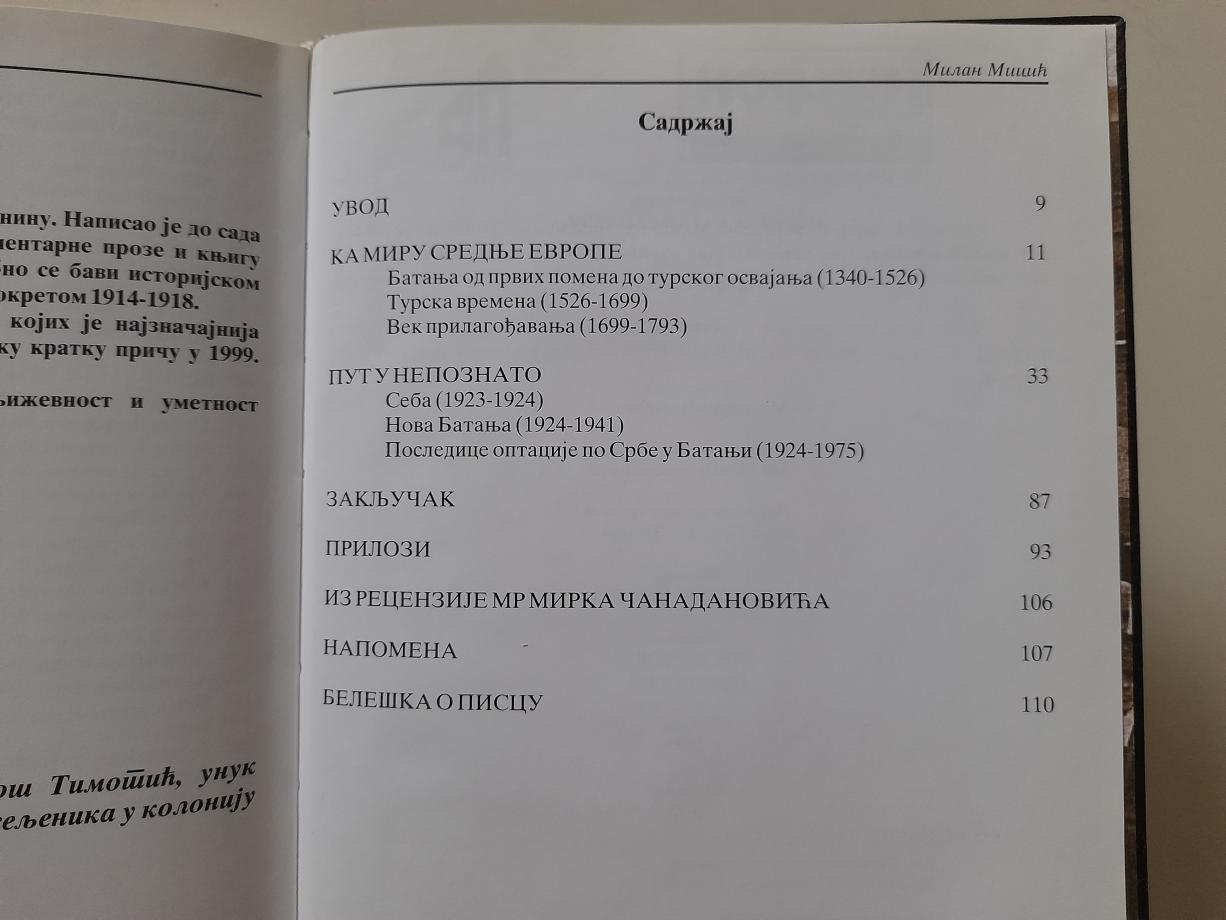 нину. Написао је до сада
ментарне прозе и књигу
но се бави историјском
окретом 1914-1918.
којих је најзначајнија
ку кратку причу у 1999.
њижевност и уметност
ош Тимотић, унук
ељеника у колонију
Милан Мицић
Садржај
УВОД 9
КА МИРУ СРЕДЊЕ ЕВРОПЕ 11
Батања од првих помена до турског освајања (1340-1526)
Турска времена (1526-1699)
Век прилагођавања (1699-1793)
ПУТ У НЕПОЗНАТО 33
Себа (1923-1924)
Нова Батања (1924-1941)
Последице оптације по Србе у Батањи (1924-1975)
ЗАКЉУЧАК 87
ПРИЛОЗИ 93
ИЗ РЕЦЕНЗИЈЕ МР МИРКА ЧАНАДАНОВИЋА 106
НАПОМЕНА 107
БЕЛЕШКА О ПИСЦУ 110